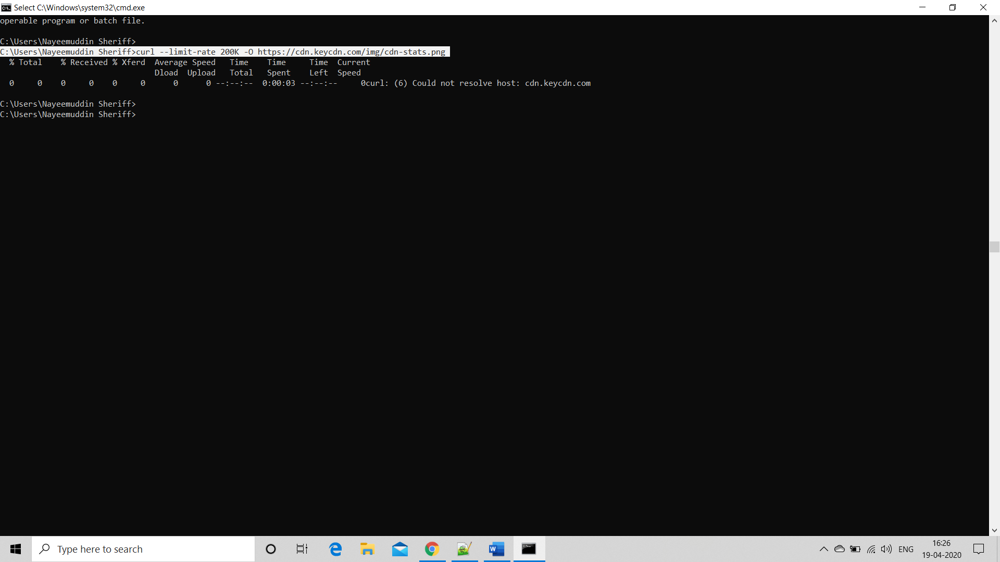 Select C:\Windows\system32\cmd.exe
operable program or batch file.
C:\Users\Nayeemuddin Sheriff>
C:\Users\Nayeemuddin Sheriff>curl --limit-rate 200K -O https://cdn.keycdn.com/img/cdn-stats.png
  % Total    % Received % Xferd  Average Speed   Time    Time     Time  Current
                                 Dload  Upload   Total   Spent    Left  Speed
  0     0    0     0    0     0      0      0 --:--:--  0:00:03 --:--:--     0curl: (6) Could not resolve host: cdn.keycdn.com
C:\Users\Nayeemuddin Sheriff>
C:\Users\Nayeemuddin Sheriff>
Type here to search
ENG
16:26
19-04-2020